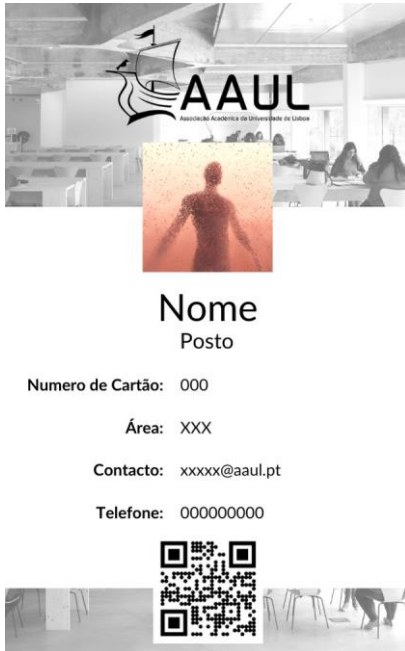 AAUL
Associação Académica da Universidade de Lisboa
Nome
Posto
Numero de Cartão: 000
Área: XXX
Contacto: xxxxx@aaul.pt
Telefone: 000000000